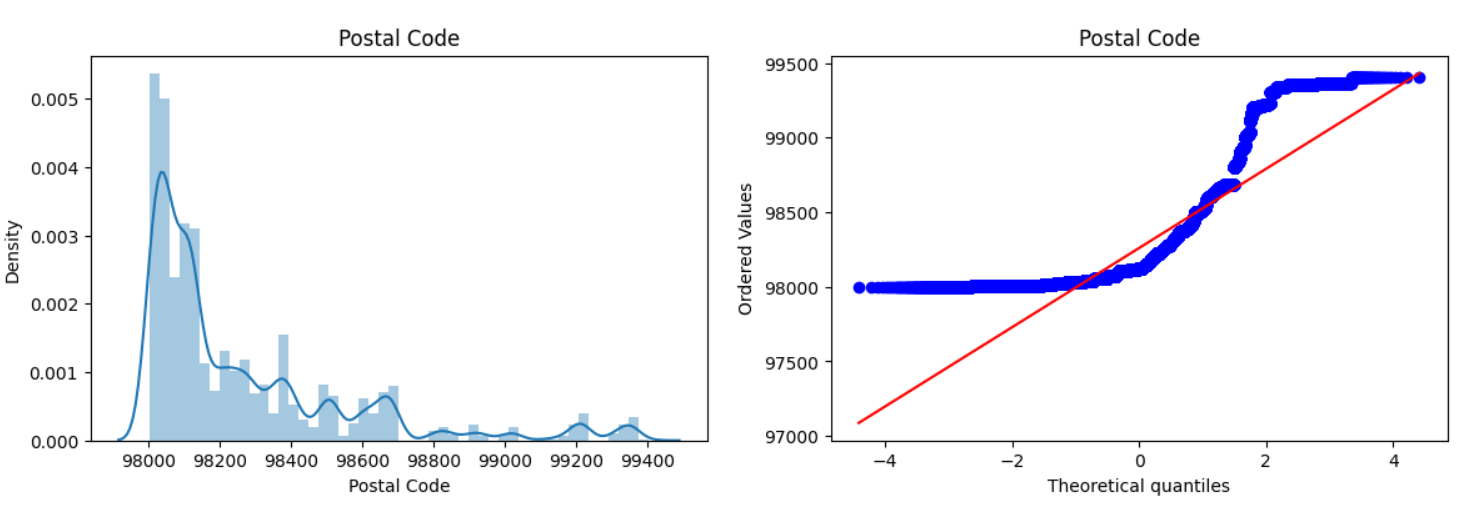 Postal Code
0.005
0.004
0.003
0.002
0.001
0.000
Density
98000 98200 98400 98600 98800 99000 99200 99400
Postal Code
Postal Code
99500
99000
98500
98000
97500
97000
Ordered Values
−4 −2 0 2 4
Theoretical quantiles